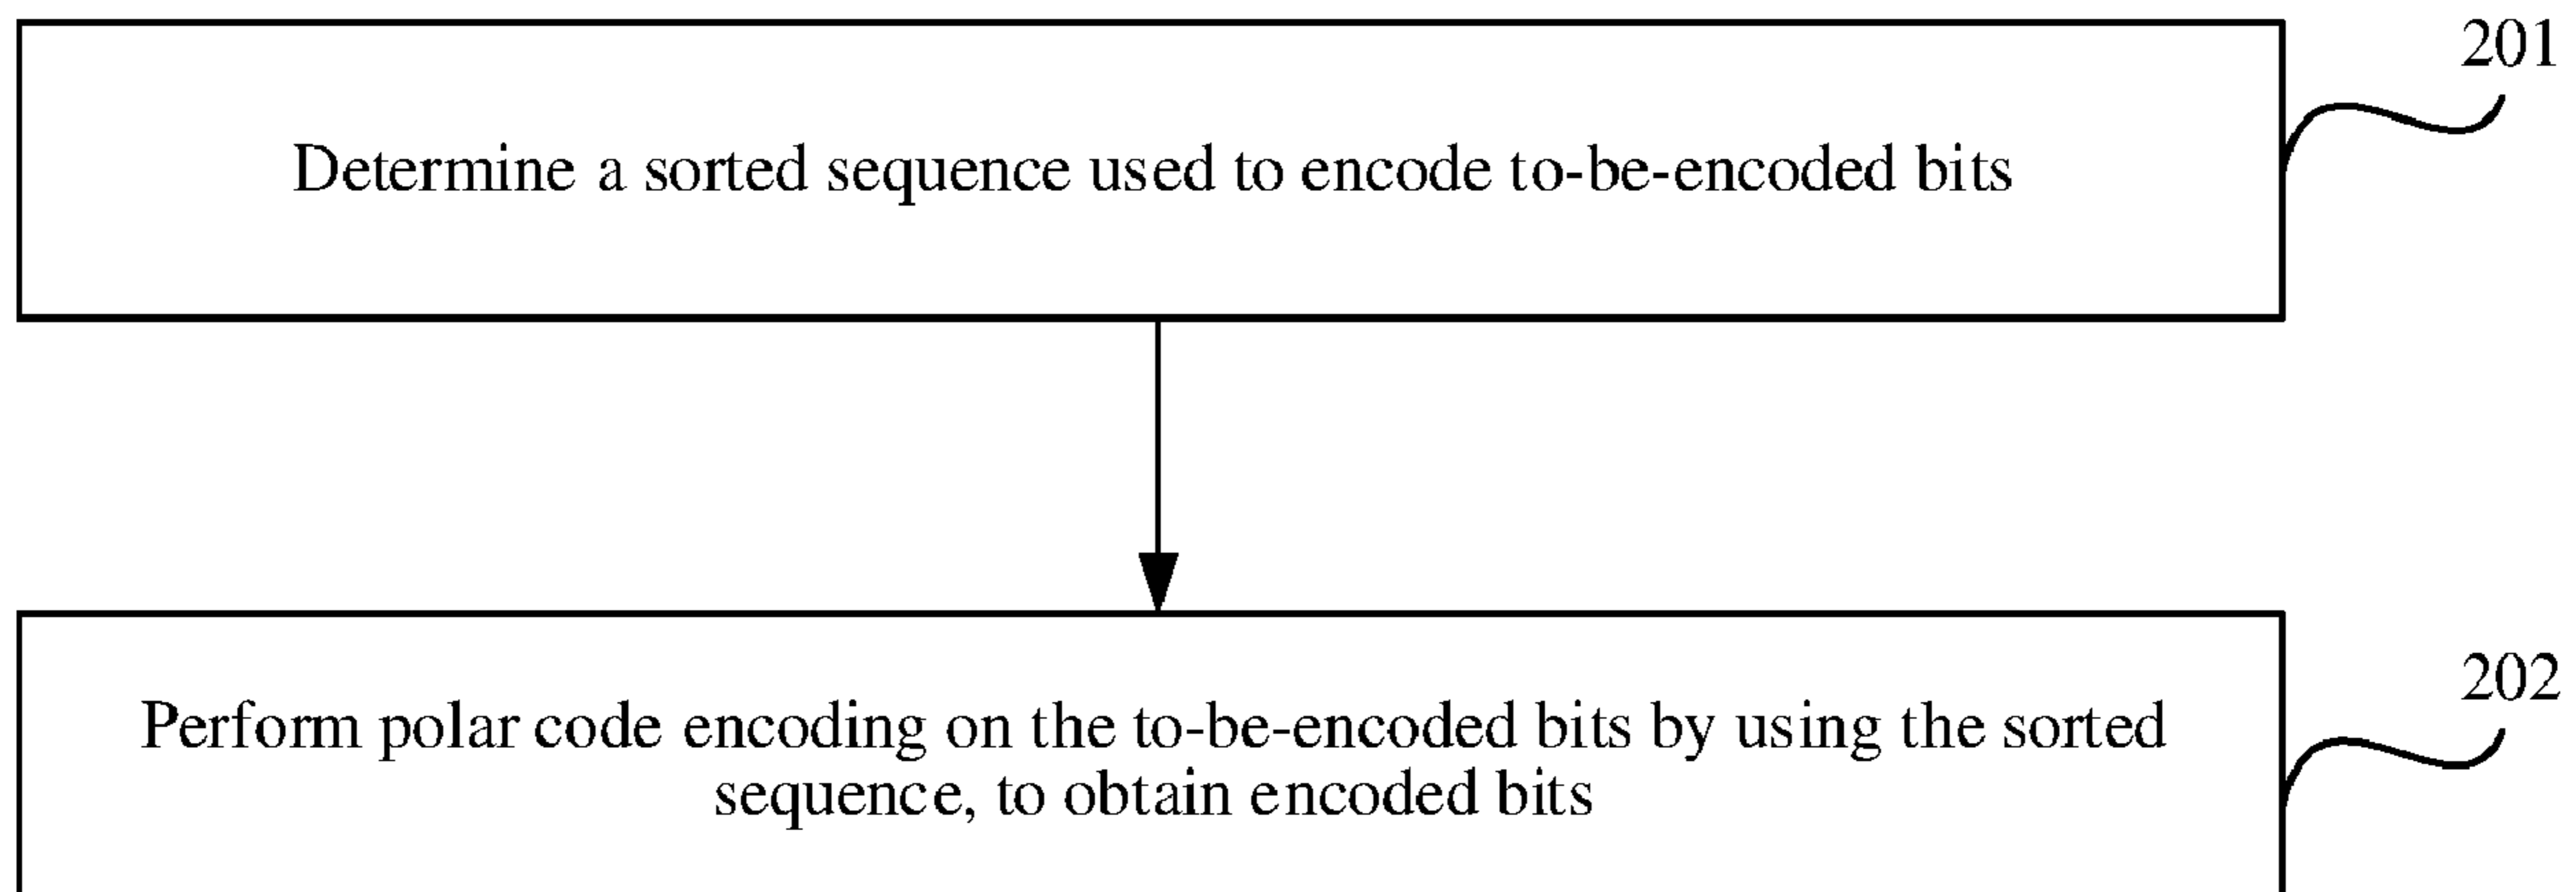 201
Determine a sorted sequence used to encode to-be-encoded bits
202
Perform polar code encoding on the to-be-encoded bits by using the sorted
sequence, to obtain encoded bits